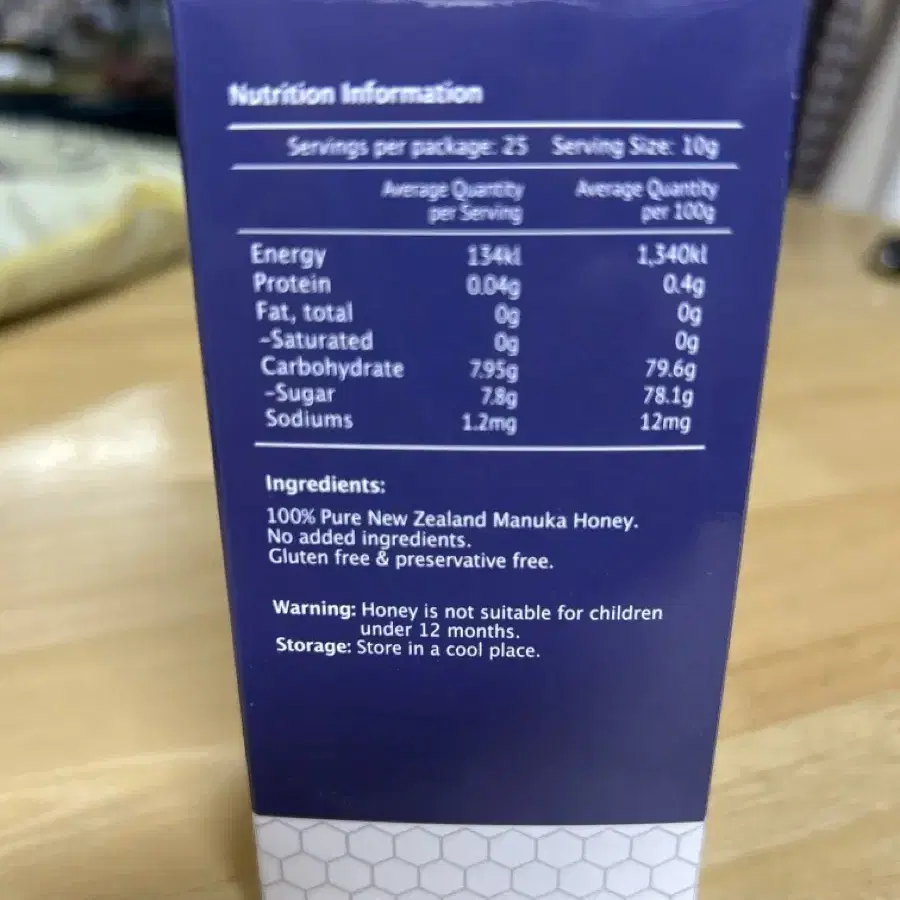 Nutrition Information
Servings per package: 25 Serving Size: 10g
Average Quantity per Serving Average Quantity per 100g
Energy 134kl 1,340kl
Protein 0.04g 0.4g
Fat, total 0g 0g
-Saturated 0g 0g
Carbohydrate 7.95g 79.6g
-Sugar 7.8g 78.1g
Sodiums 1.2mg 12mg
Ingredients:
100% Pure New Zealand Manuka Honey.
No added ingredients.
Gluten free & preservative free.
Warning: Honey is not suitable for children
under 12 months.
Storage: Store in a cool place.